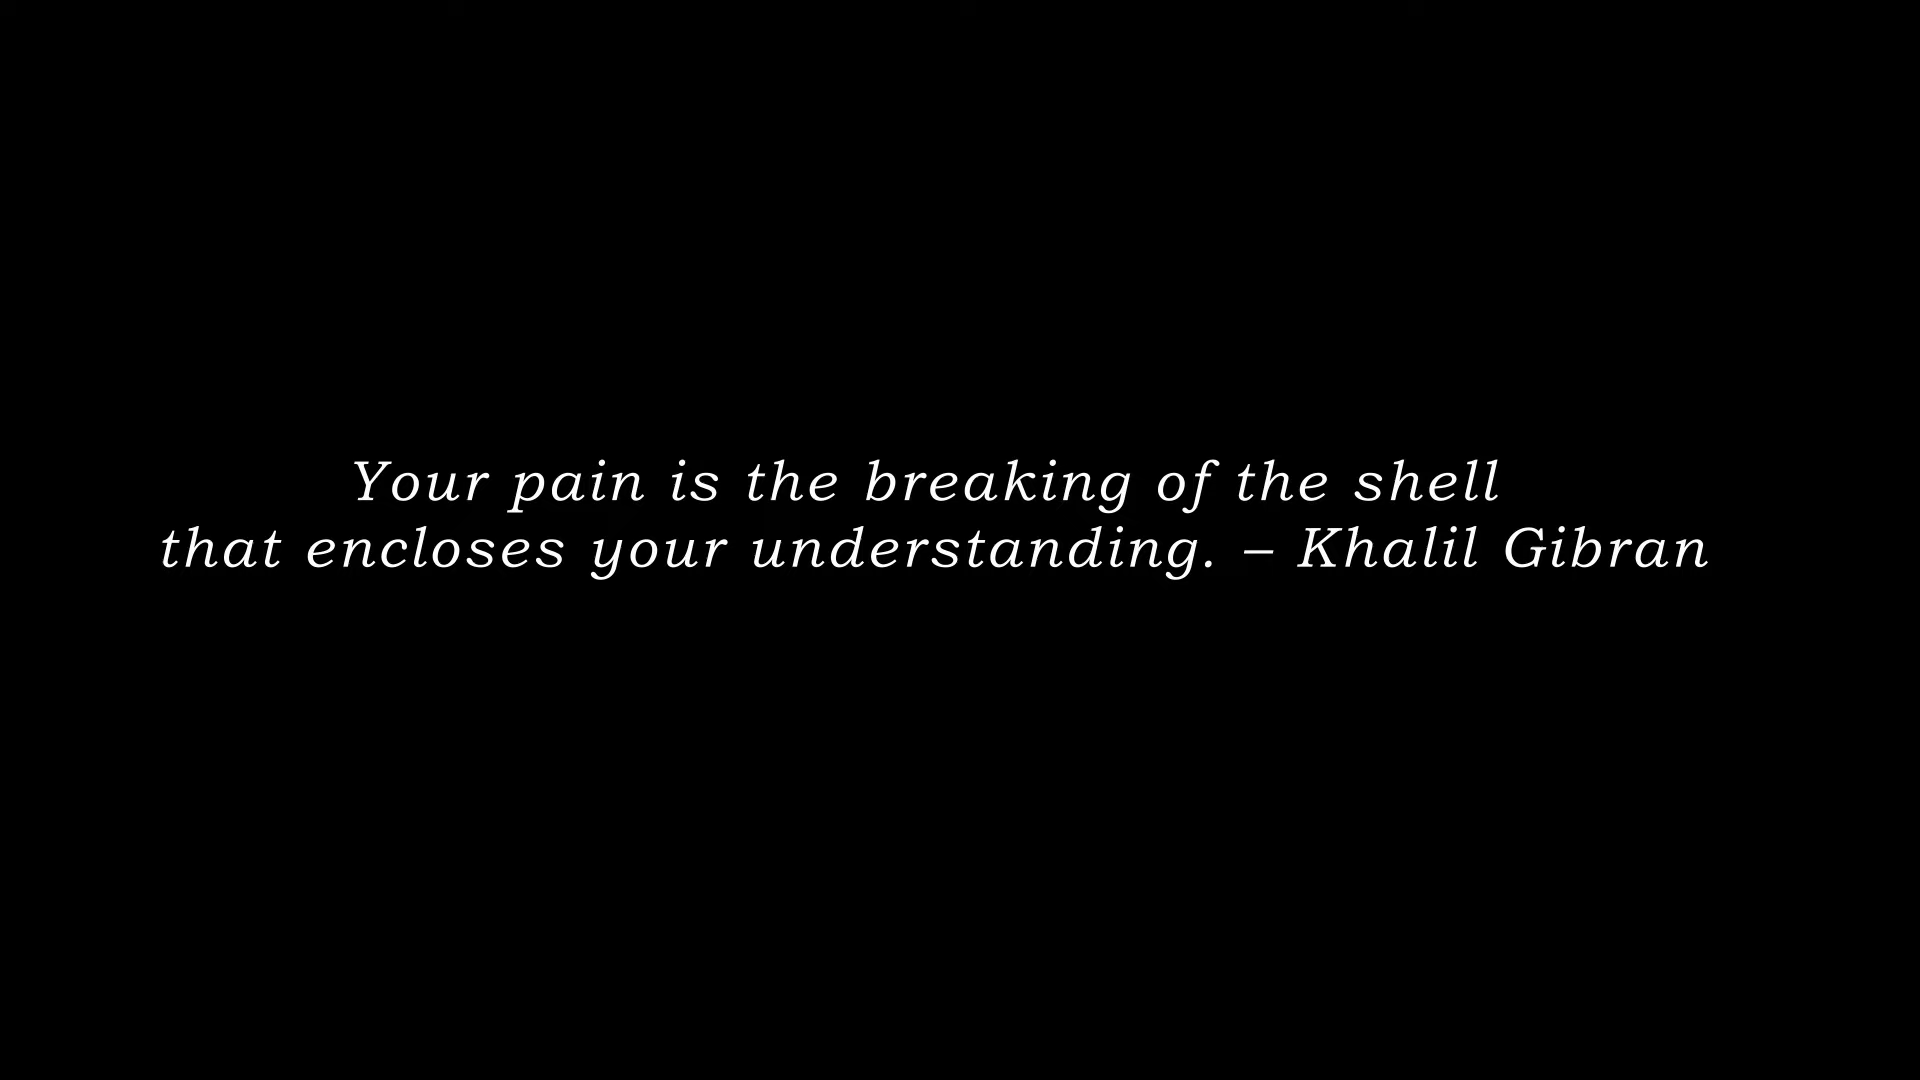 Your pain is the breaking of the shell
that encloses your understanding. – Khalil Gibran